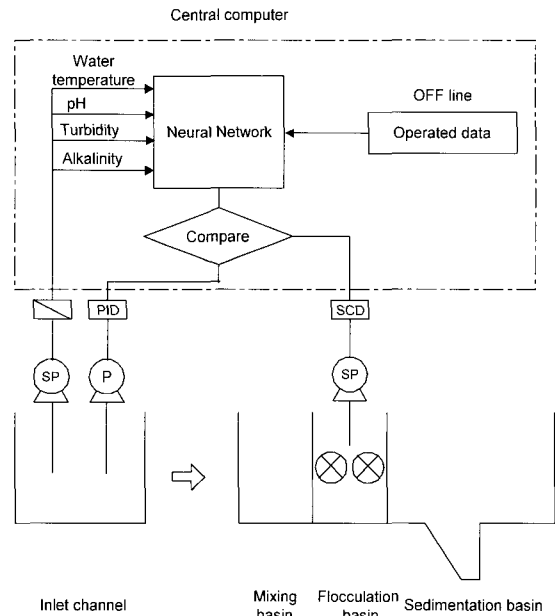 Central computer
Water
temperature
pH
Turbidity
Alkalinity
Neural Network
OFF line
Operated data
Compare
PID
SCD
SP
P
SP
Inlet channel
Mixing
basin
Flocculation
basin
Sedimentation basin